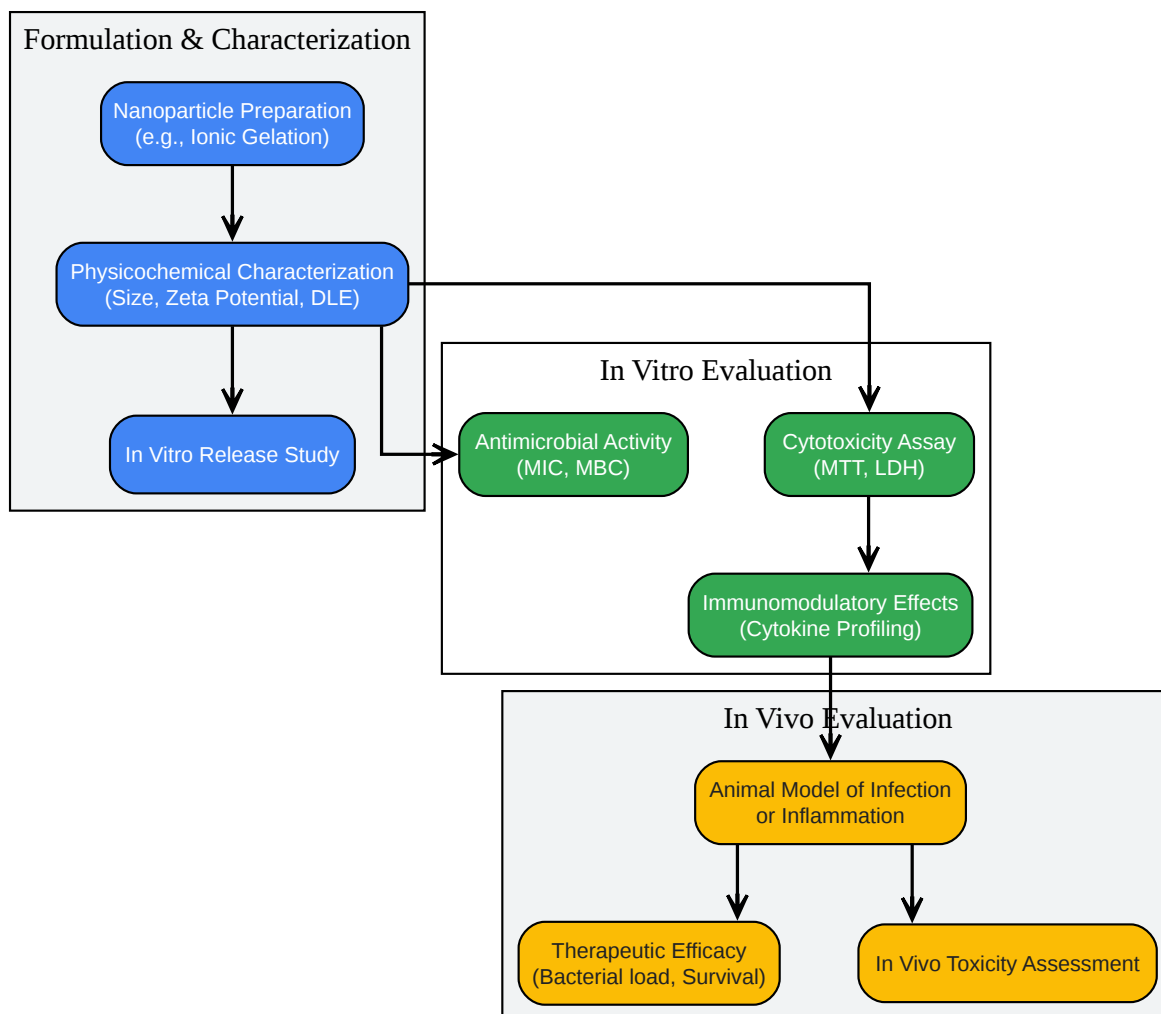 Formulation & Characterization
Nanoparticle Preparation
(e.g., Ionic Gelation)
Physicochemical Characterization
(Size, Zeta Potential, DLE)
In Vitro Release Study
In Vitro Evaluation
Antimicrobial Activity
(MIC, MBC)
Cytotoxicity Assay
(MTT, LDH)
Immunomodulatory Effects
(Cytokine Profiling)
In Vivo Evaluation
Animal Model of Infection
or Inflammation
Therapeutic Efficacy
(Bacterial load, Survival)
In Vivo Toxicity Assessment